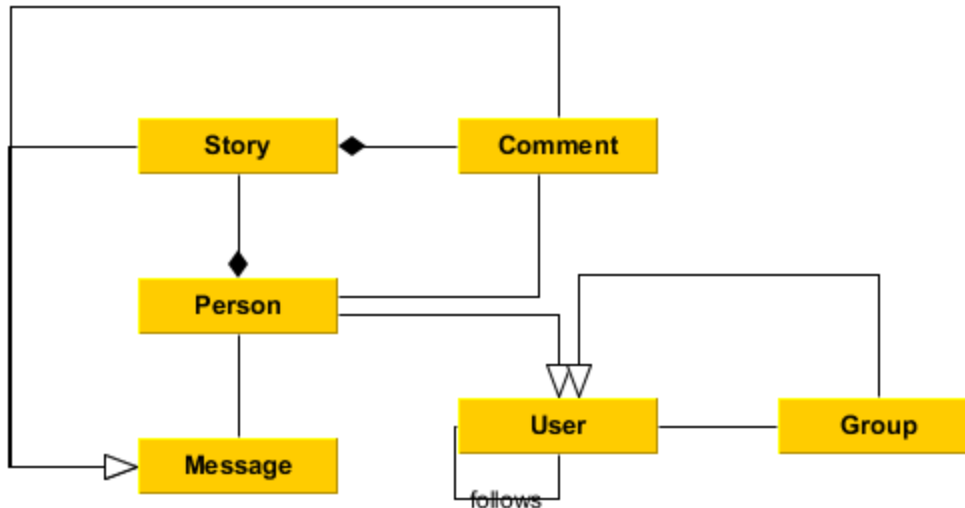 Story
Comment
Person
User
Group
Message
follows